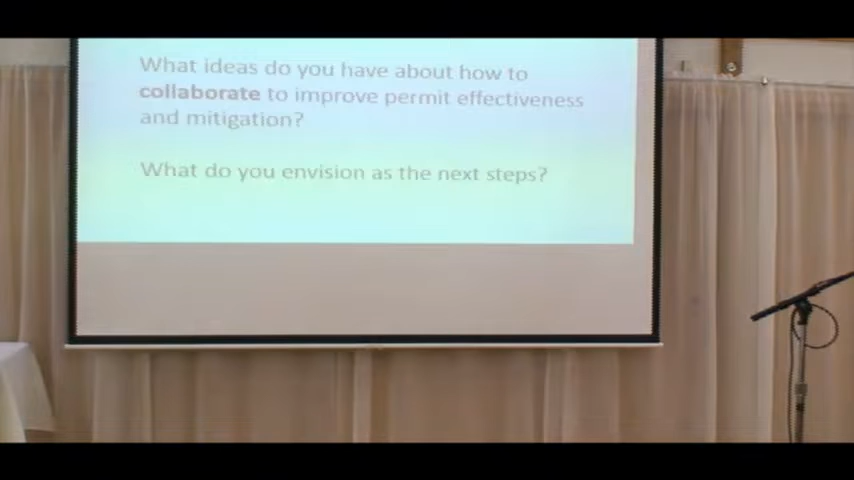 What ideas do you have about how to
collaborate to improve permit effectiveness
and mitigation?
What do you envision as the next steps?